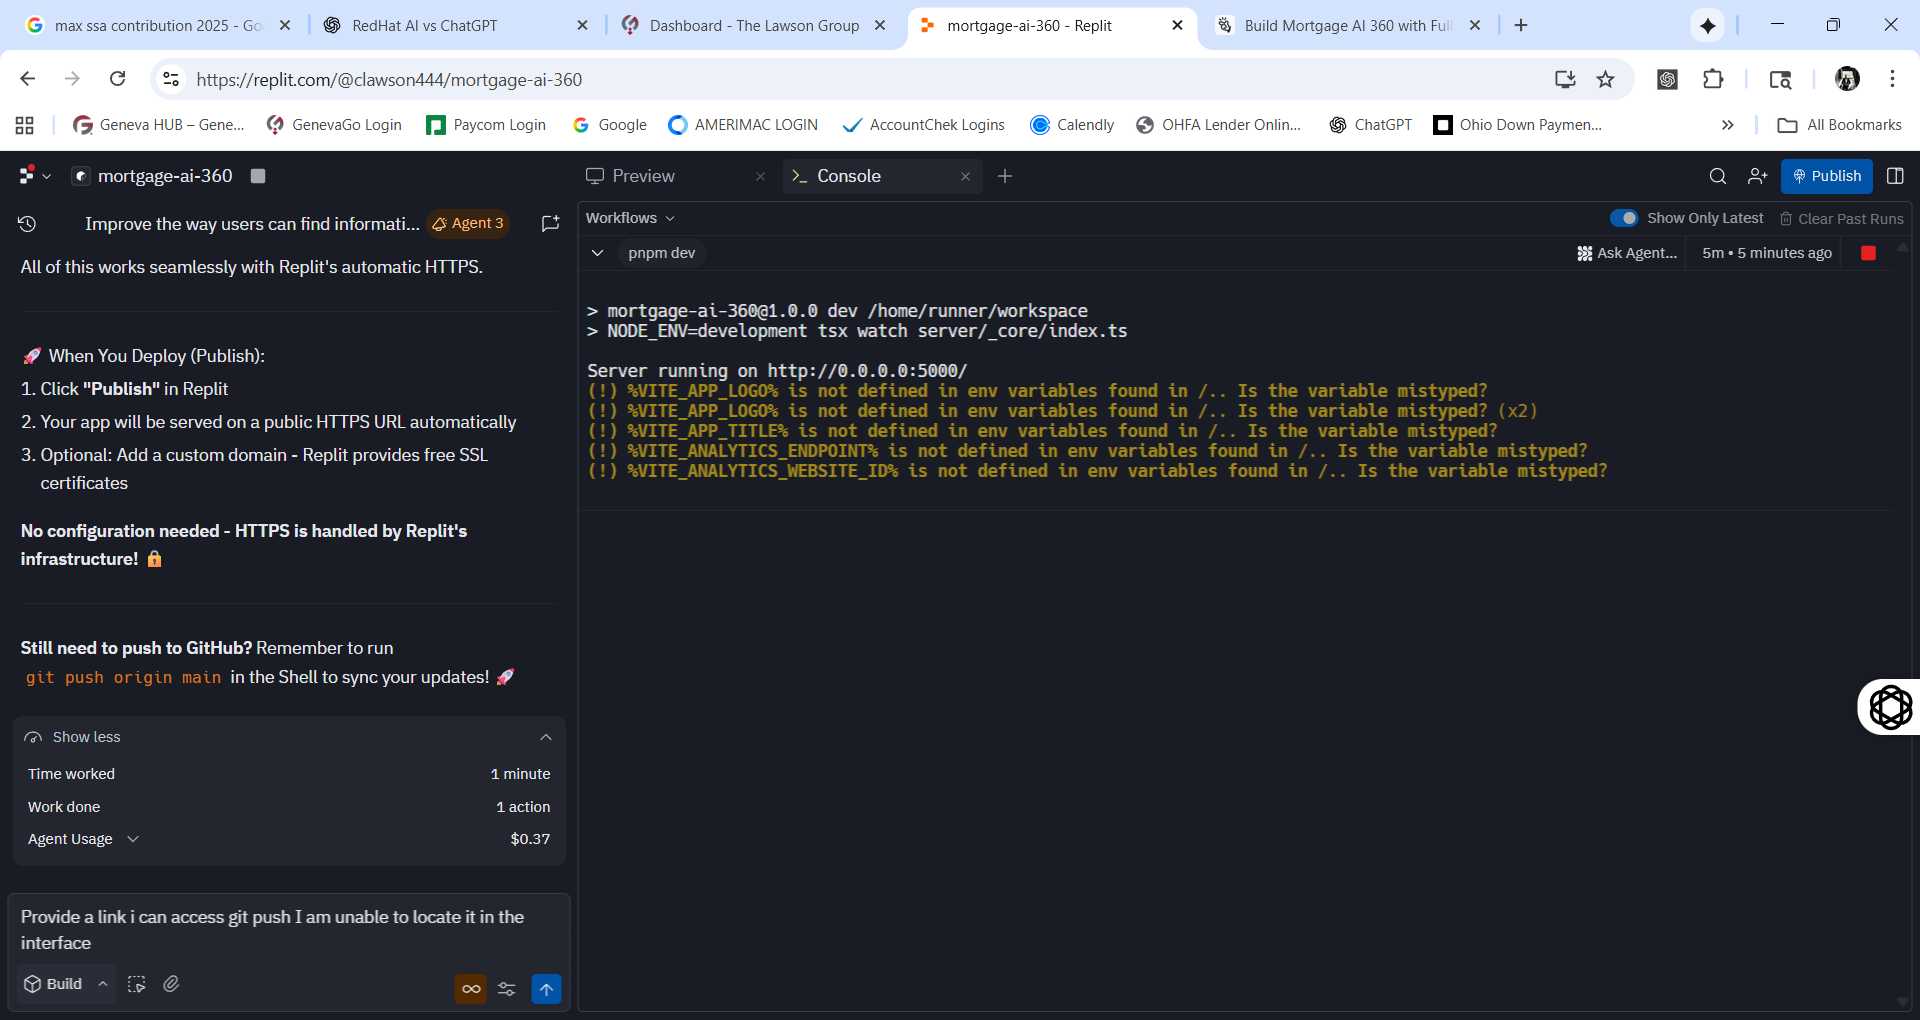 max ssa contribution 2025 - Go
RedHat AI vs ChatGPT
Dashboard - The Lawson Group
mortgage-ai-360 - Replit
Build Mortgage AI 360 with Full
https://replit.com/@clawson444/mortgage-ai-360
Geneva HUB – Gene...
GenevaGo Login
Paycom Login
Google
AMERIMAC LOGIN
AccountChek Logins
Calendly
OHFA Lender Onlin...
ChatGPT
Ohio Down Paymen...
All Bookmarks
mortgage-ai-360
Preview
Console
Publish
Improve the way users can find informati...
Agent 3
Workflows
Show Only Latest
Clear Past Runs
All of this works seamlessly with Replit's automatic HTTPS.
🚀 When You Deploy (Publish):
1. Click "Publish" in Replit
2. Your app will be served on a public HTTPS URL automatically
3. Optional: Add a custom domain - Replit provides free SSL
certificates
No configuration needed - HTTPS is handled by Replit's
infrastructure! 🔒
Still need to push to GitHub? Remember to run
git push origin main in the Shell to sync your updates! 🚀
Show less
Time worked 1 minute
Work done 1 action
Agent Usage $0.37
Provide a link i can access git push I am unable to locate it in the
interface
Build
pnpm dev
Ask Agent...
5m • 5 minutes ago
> mortgage-ai-360@1.0.0 dev /home/runner/workspace
> NODE_ENV=development tsx watch server/_core/index.ts
Server running on http://0.0.0.0:5000/
(!) %VITE_APP_LOGO% is not defined in env variables found in /.. Is the variable mistyped?
(!) %VITE_APP_LOGO% is not defined in env variables found in /.. Is the variable mistyped? (x2)
(!) %VITE_APP_TITLE% is not defined in env variables found in /.. Is the variable mistyped?
(!) %VITE_ANALYTICS_ENDPOINT% is not defined in env variables found in /.. Is the variable mistyped?
(!) %VITE_ANALYTICS_WEBSITE_ID% is not defined in env variables found in /.. Is the variable mistyped?